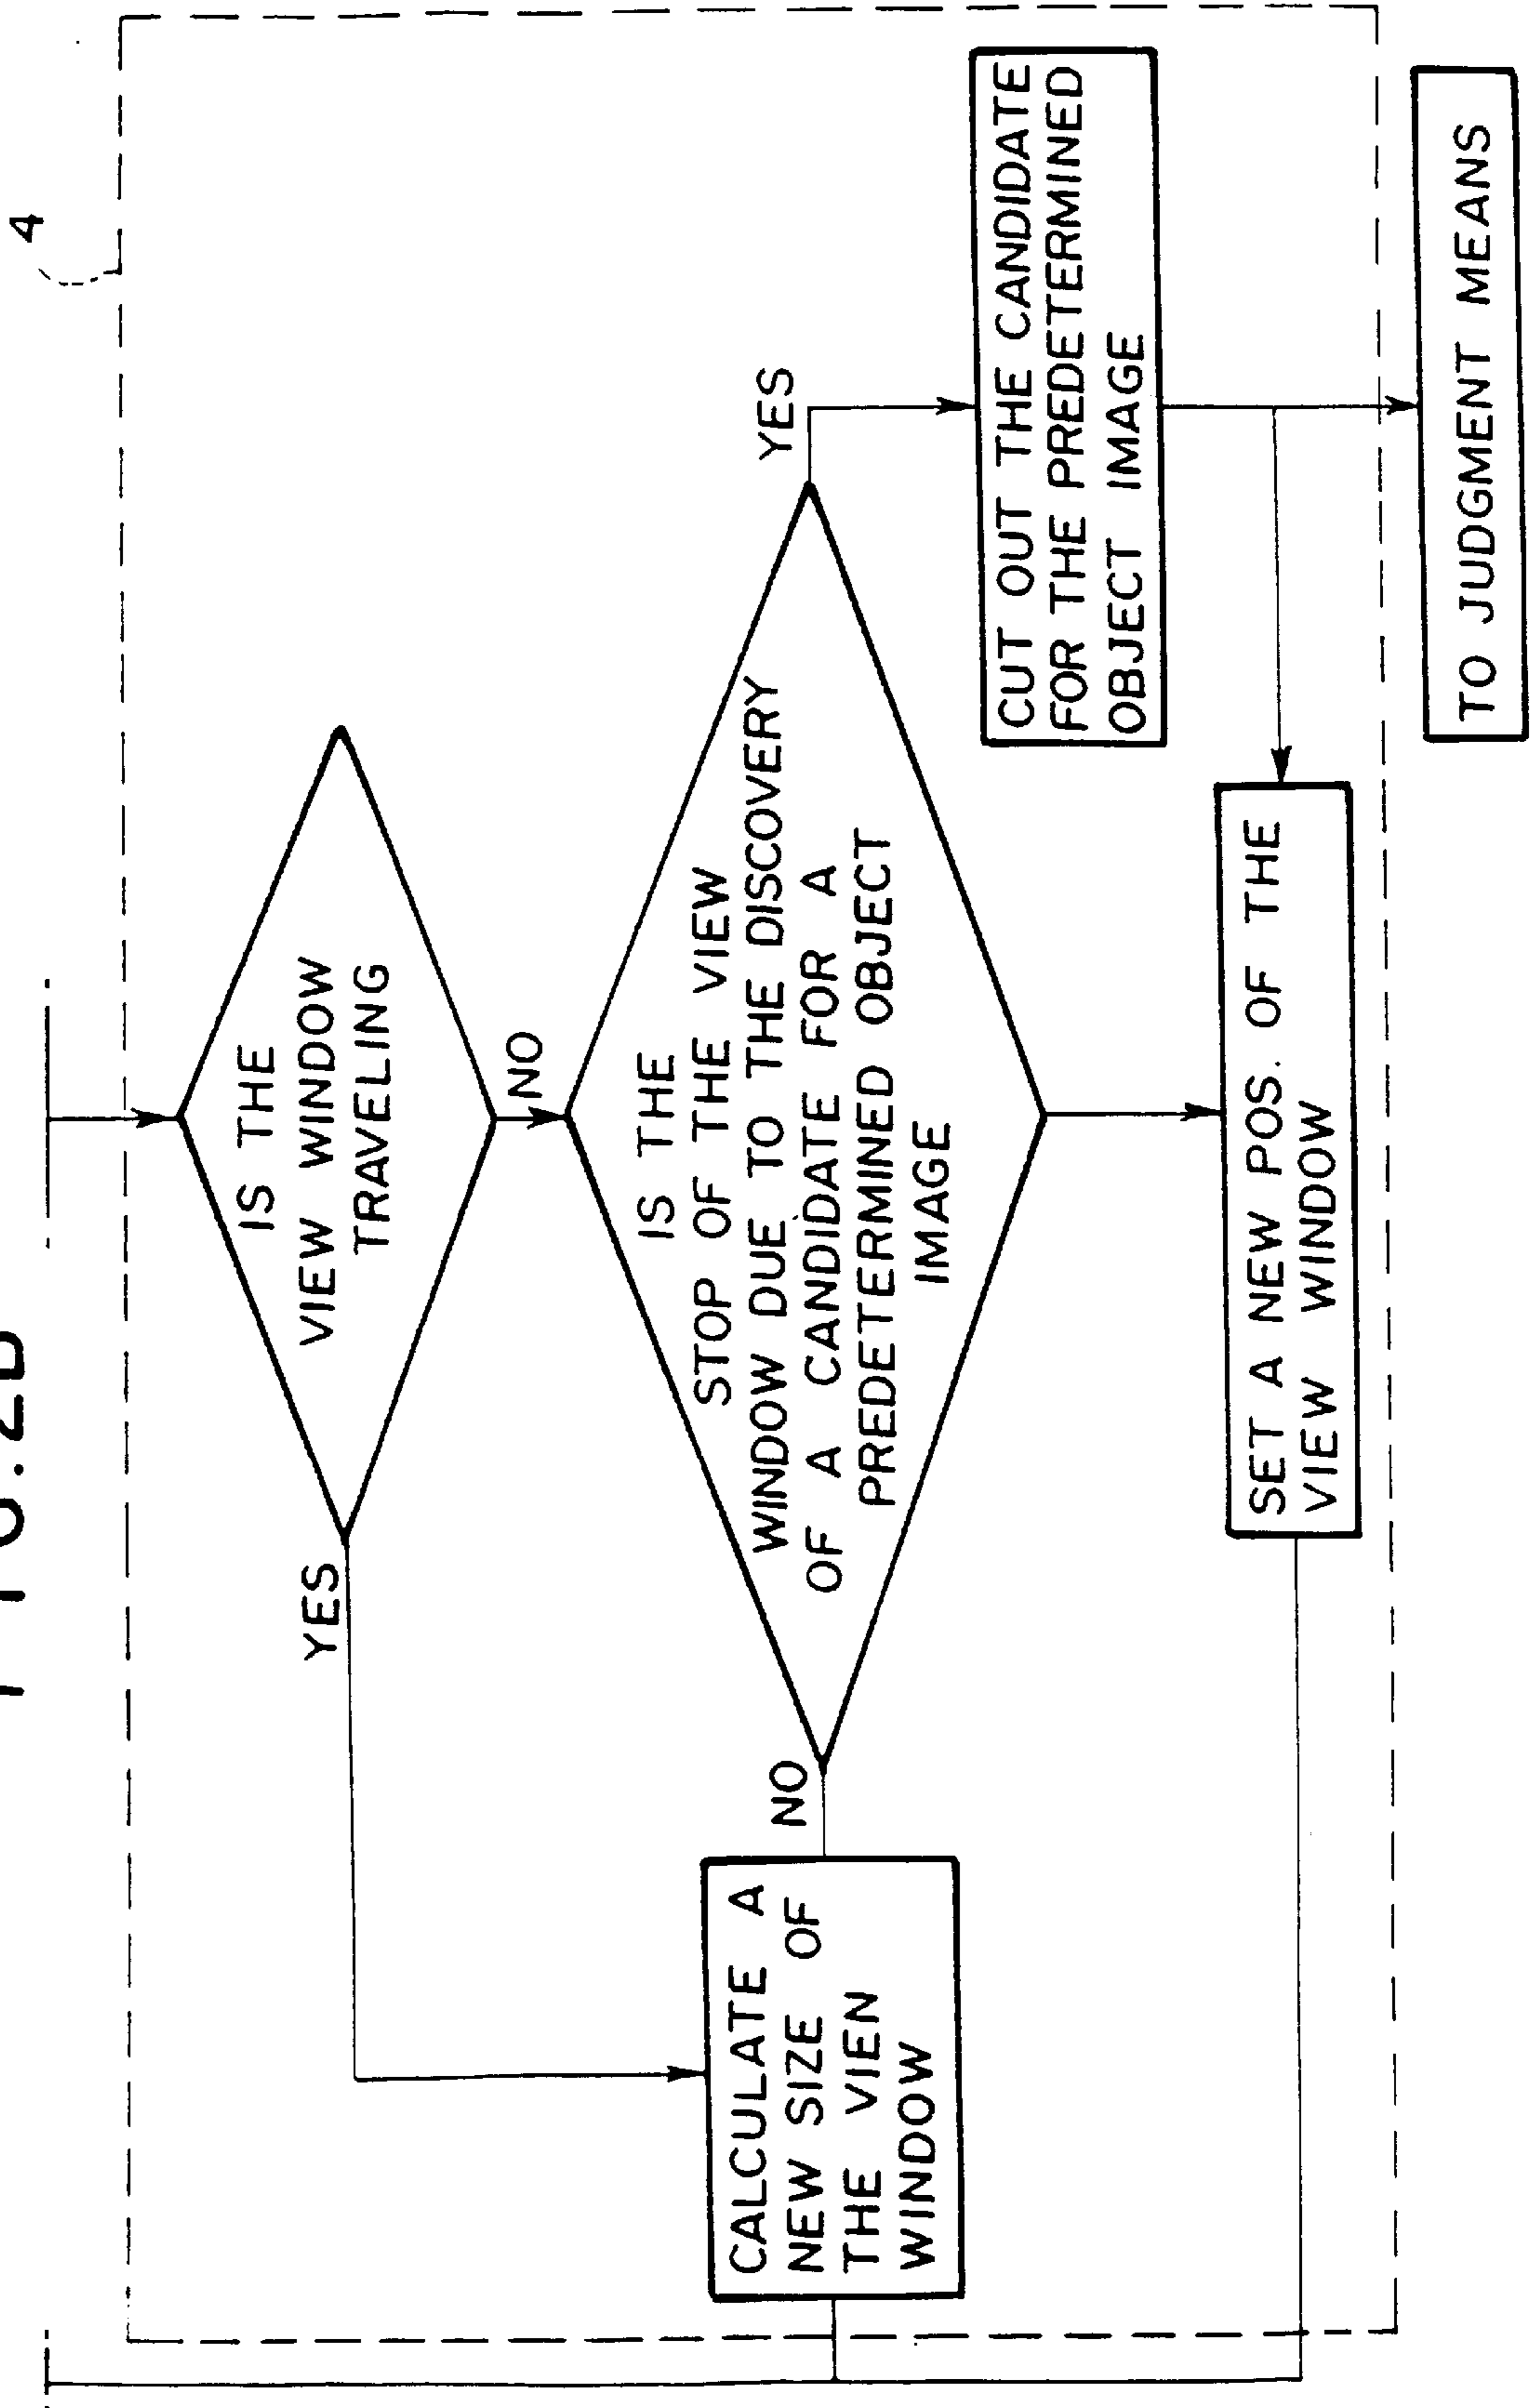 FIG. 2B
4
IS THE
VIEW WINDOW
TRAVELING
YES
NO
IS THE
STOP OF THE VIEW
WINDOW DUE TO THE DISCOVERY
OF A CANDIDATE FOR A
PREDETERMINED OBJECT
IMAGE
NO
YES
CALCULATE A
NEW SIZE OF
THE VIEN
WINDOW
CUT OUT THE CANDIDATE
FOR THE PREDETERMINED
OBJECT IMAGE
SET A NEW POS. OF THE
VIEW WINDOW
TO JUDGMENT MEANS